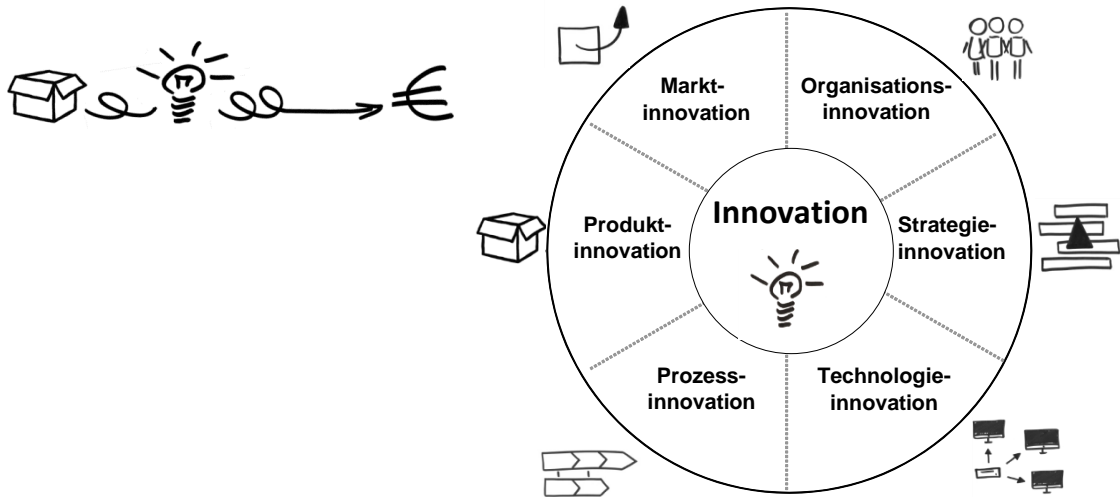 Markt-
innovation
Organisations-
innovation
Innovation
Produkt-
innovation
Strategie-
innovation
Prozess-
innovation
Technologie-
innovation